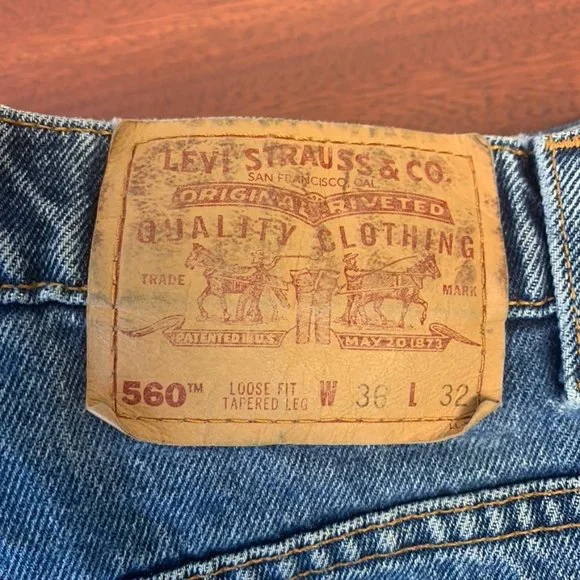 LEVI STRAUSS & CO.
SAN FRANCISCO, CAL.
ORIGINAL RIVETED
QUALITY CLOTHING
TRADE MARK
PATENTED IN U.S. MAY 20 1873
560™ LOOSE FIT TAPERED LEG W 36 L 32